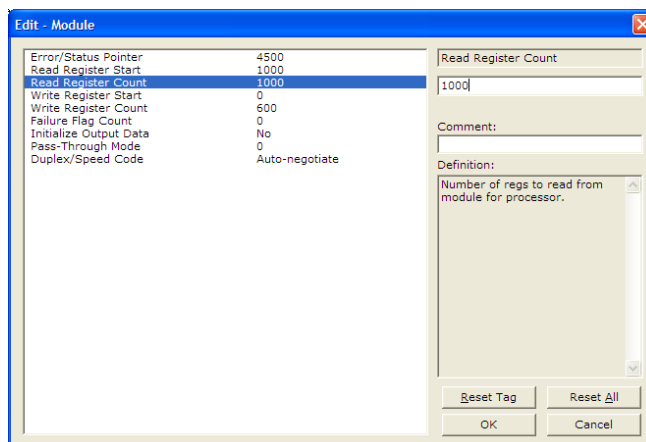 Edit - Module
Error/Status Pointer 4500
Read Register Start 1000
Read Register Count 1000
Write Register Start 0
Write Register Count 600
Failure Flag Count 0
Initialize Output Data No
Pass-Through Mode 0
Duplex/Speed Code Auto-negotiate
Read Register Count
1000
Comment:
Definition:
Number of regs to read from
module for processor.
Reset Tag Reset All
OK Cancel